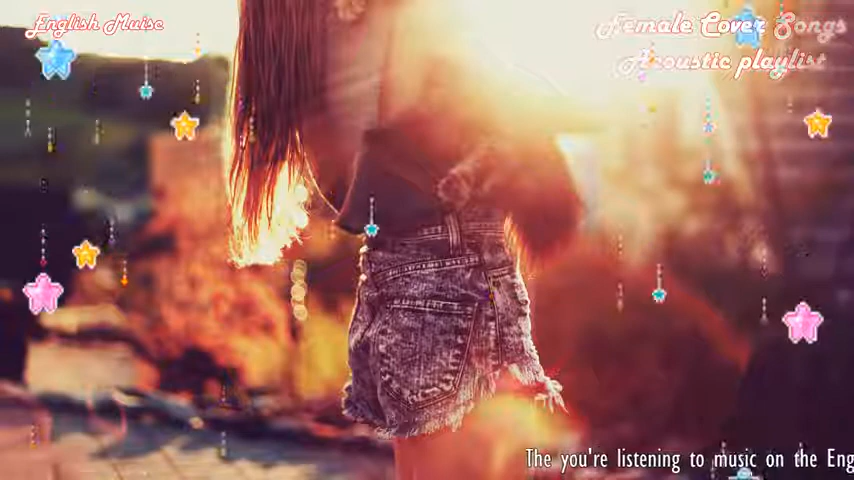 English Muisc
Female Cover Songs
Acoustic playlist
The you're listening to music on the Eng